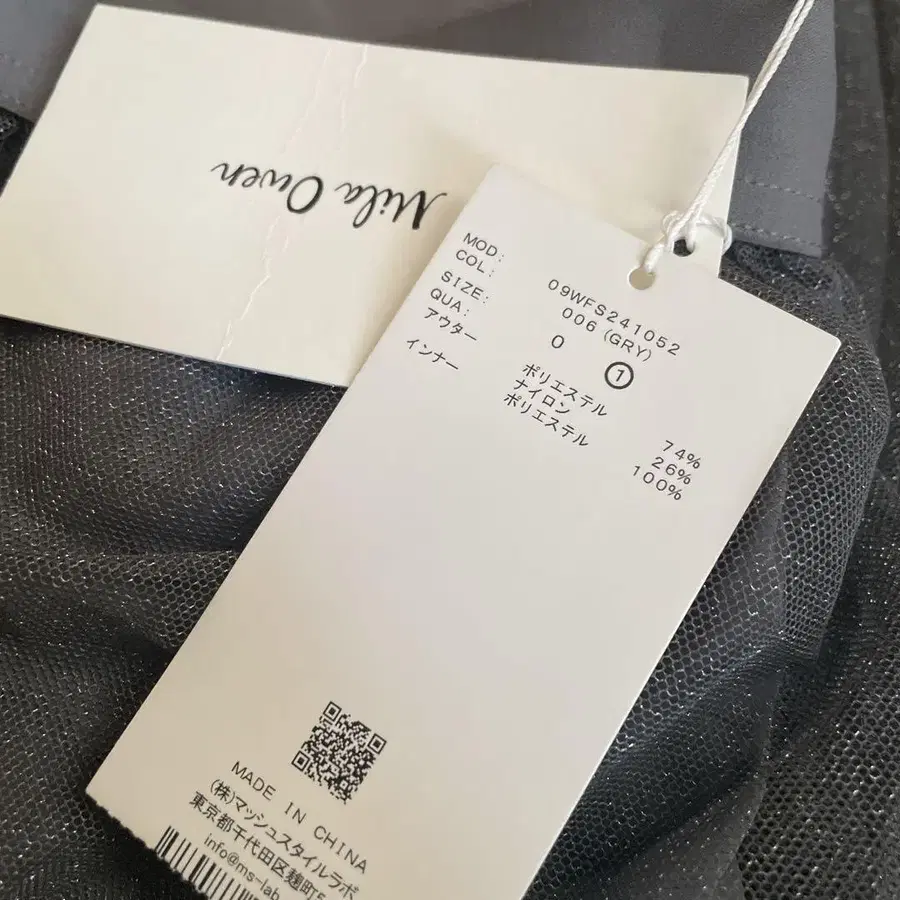 Mila Owen
MOD: 09WFS241052
COL: 006 (GRY)
SIZE: 0 ①
QUA:
アウター ポリエステル 74%
ナイロン 26%
インナー ポリエステル 100%
MADE IN CHINA
(株)マッシュスタイルラボ
東京都千代田区麹町5
info@ms-lab